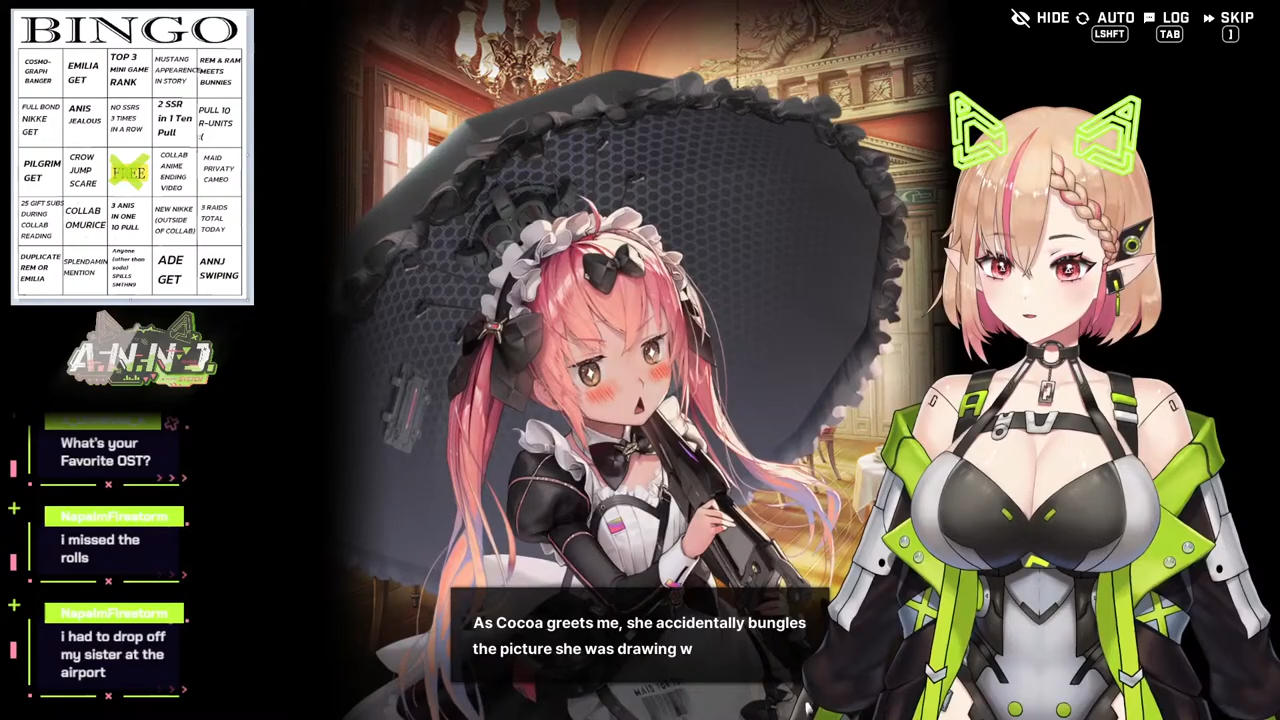 BINGO
COSMO-
GRAPH
BANGER
EMILIA
GET
TOP 3
MINI GAME
RANK
MUSTANG
APPEARENCE
IN STORY
REM & RAM
MEETS
BUNNIES
FULL BOND
NIKKE
GET
ANIS
JEALOUS
NO SSRS
3 TIMES
IN A ROW
2 SSR
in 1 Ten
Pull
PULL 10
R-UNITS
:(
PILGRIM
GET
CROW
JUMP
SCARE
FREE
COLLAB
ANIME
ENDING
VIDEO
MAID
PRIVATY
CAMEO
25 GIFT SUBS
DURING
COLLAB
READING
COLLAB
OMURICE
3 ANIS
IN ONE
10 PULL
NEW NIKKE
(OUTSIDE
OF COLLAB)
3 RAIDS
TOTAL
TODAY
DUPLICATE
REM OR
EMILIA
SPLENDAMIN
MENTION
Anyone
(other than
soda)
SPILLS
SMTHN9
ADE
GET
ANNJ
SWIPING
A.N.N.J.
What's your
Favorite OST?
NapalmFirestorm
i missed the
rolls
NapalmFirestorm
i had to drop off
my sister at the
airport
HIDE AUTO LOG SKIP
LSHFT TAB ]
As Cocoa greets me, she accidentally bungles
the picture she was drawing w